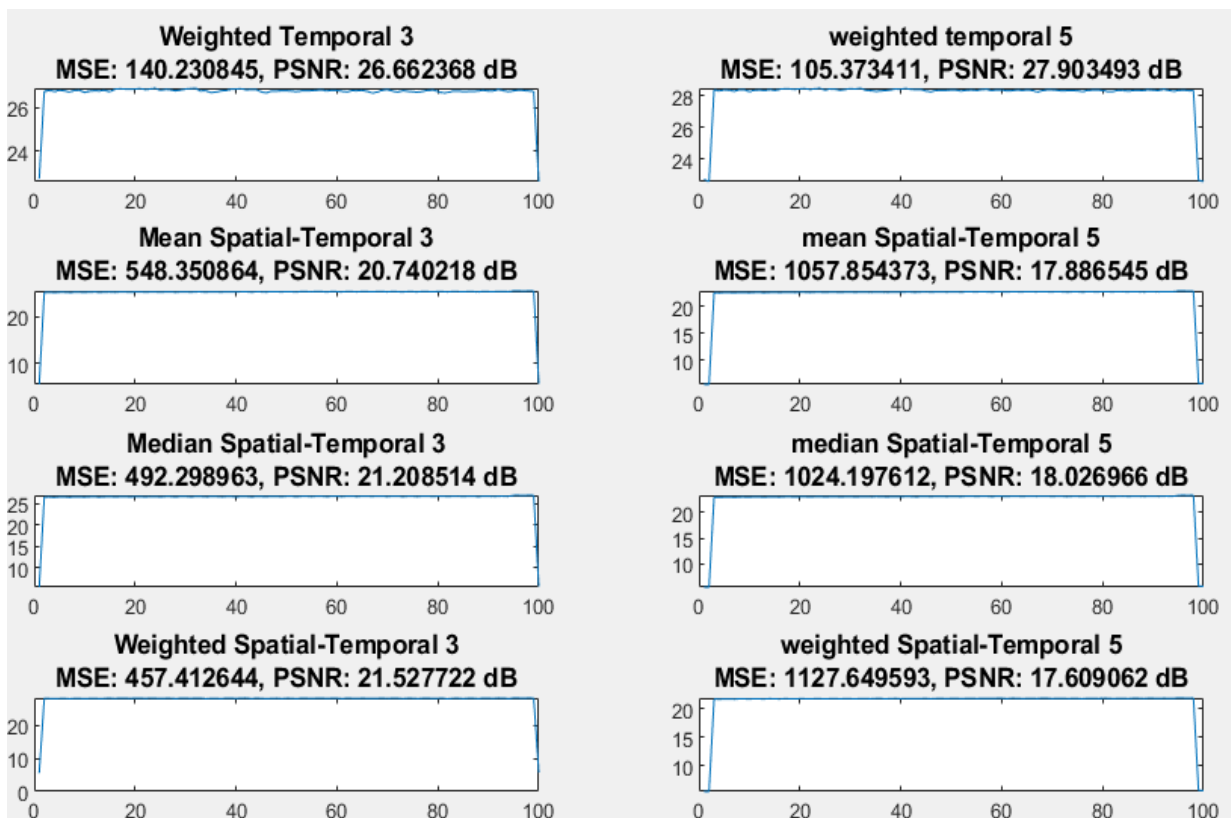 Weighted Temporal 3
MSE: 140.230845, PSNR: 26.662368 dB
26
24
0 20 40 60 80 100
weighted temporal 5
MSE: 105.373411, PSNR: 27.903493 dB
28
26
24
0 20 40 60 80 100
Mean Spatial-Temporal 3
MSE: 548.350864, PSNR: 20.740218 dB
20
10
0 20 40 60 80 100
mean Spatial-Temporal 5
MSE: 1057.854373, PSNR: 17.886545 dB
20
15
10
0 20 40 60 80 100
Median Spatial-Temporal 3
MSE: 492.298963, PSNR: 21.208514 dB
25
20
15
10
0 20 40 60 80 100
median Spatial-Temporal 5
MSE: 1024.197612, PSNR: 18.026966 dB
20
15
10
0 20 40 60 80 100
Weighted Spatial-Temporal 3
MSE: 457.412644, PSNR: 21.527722 dB
20
10
0
0 20 40 60 80 100
weighted Spatial-Temporal 5
MSE: 1127.649593, PSNR: 17.609062 dB
20
15
10
0 20 40 60 80 100